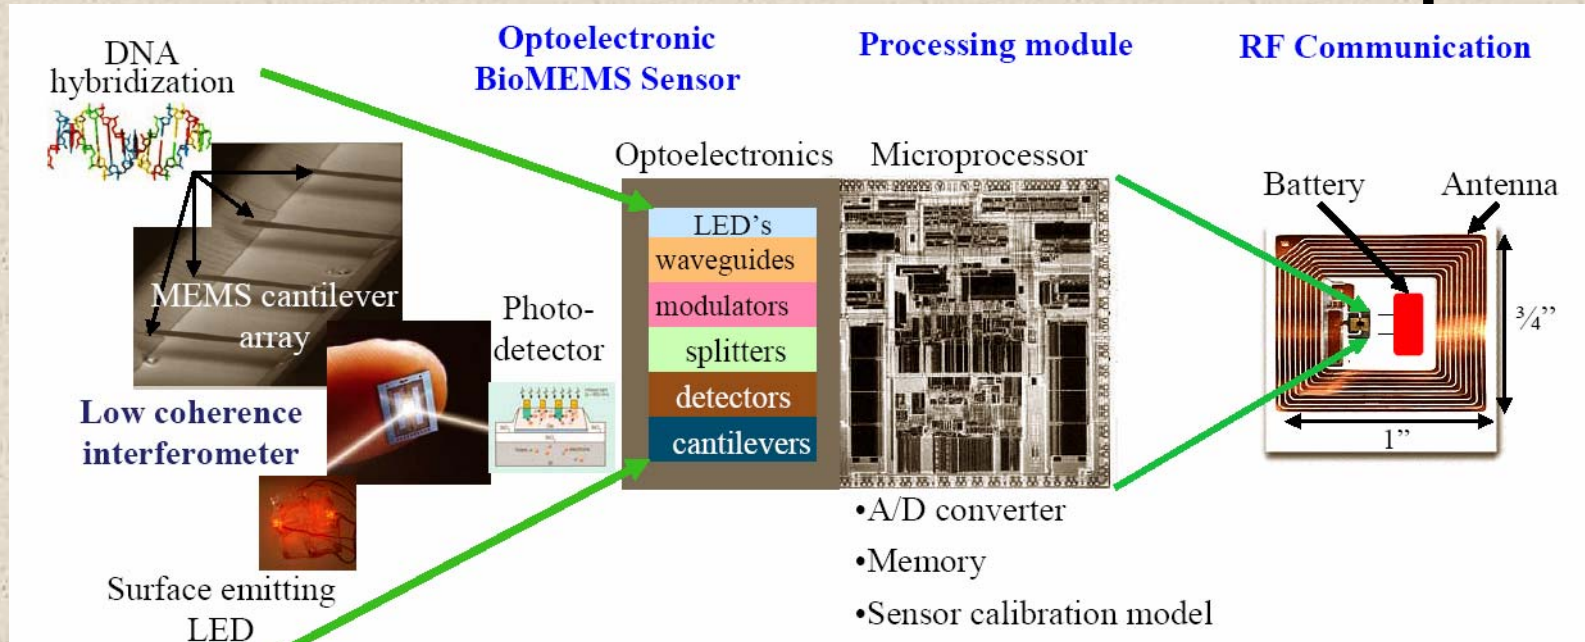 DNA
hybridization
Optoelectronic
BioMEMS Sensor
Processing module
RF Communication
Optoelectronics
Microprocessor
Battery
Antenna
LED's
waveguides
modulators
splitters
detectors
cantilevers
MEMS cantilever
array
Photo-
detector
Low coherence
interferometer
Surface emitting
LED
¾”
1”
•A/D converter
•Memory
•Sensor calibration model